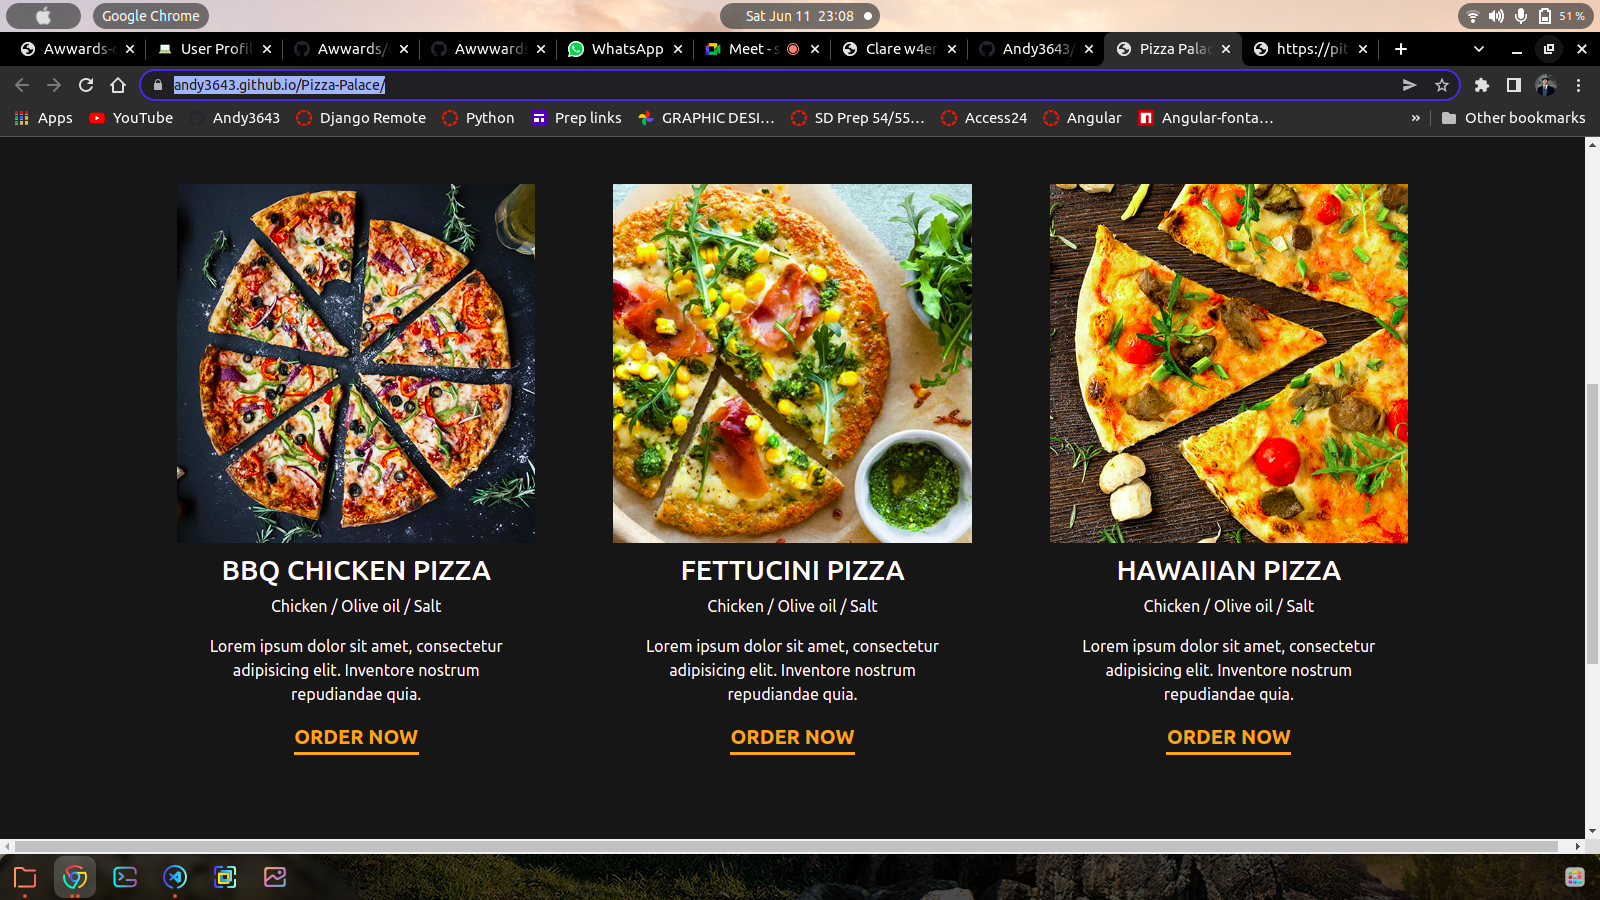 Google Chrome
Sat Jun 11 23:08
51 %
Awwards-
User Profil
Awwards/
Awwwards
WhatsApp
Meet - s
Clare w4er
Andy3643/
Pizza Pala
https://pit
andy3643.github.io/Pizza-Palace/
Apps
YouTube
Andy3643
Django Remote
Python
Prep links
GRAPHIC DESI...
SD Prep 54/55...
Access24
Angular
Angular-fonta...
»
Other bookmarks
BBQ CHICKEN PIZZA
Chicken / Olive oil / Salt
Lorem ipsum dolor sit amet, consectetur
adipisicing elit. Inventore nostrum
repudiandae quia.
ORDER NOW
FETTUCINI PIZZA
Chicken / Olive oil / Salt
Lorem ipsum dolor sit amet, consectetur
adipisicing elit. Inventore nostrum
repudiandae quia.
ORDER NOW
HAWAIIAN PIZZA
Chicken / Olive oil / Salt
Lorem ipsum dolor sit amet, consectetur
adipisicing elit. Inventore nostrum
repudiandae quia.
ORDER NOW